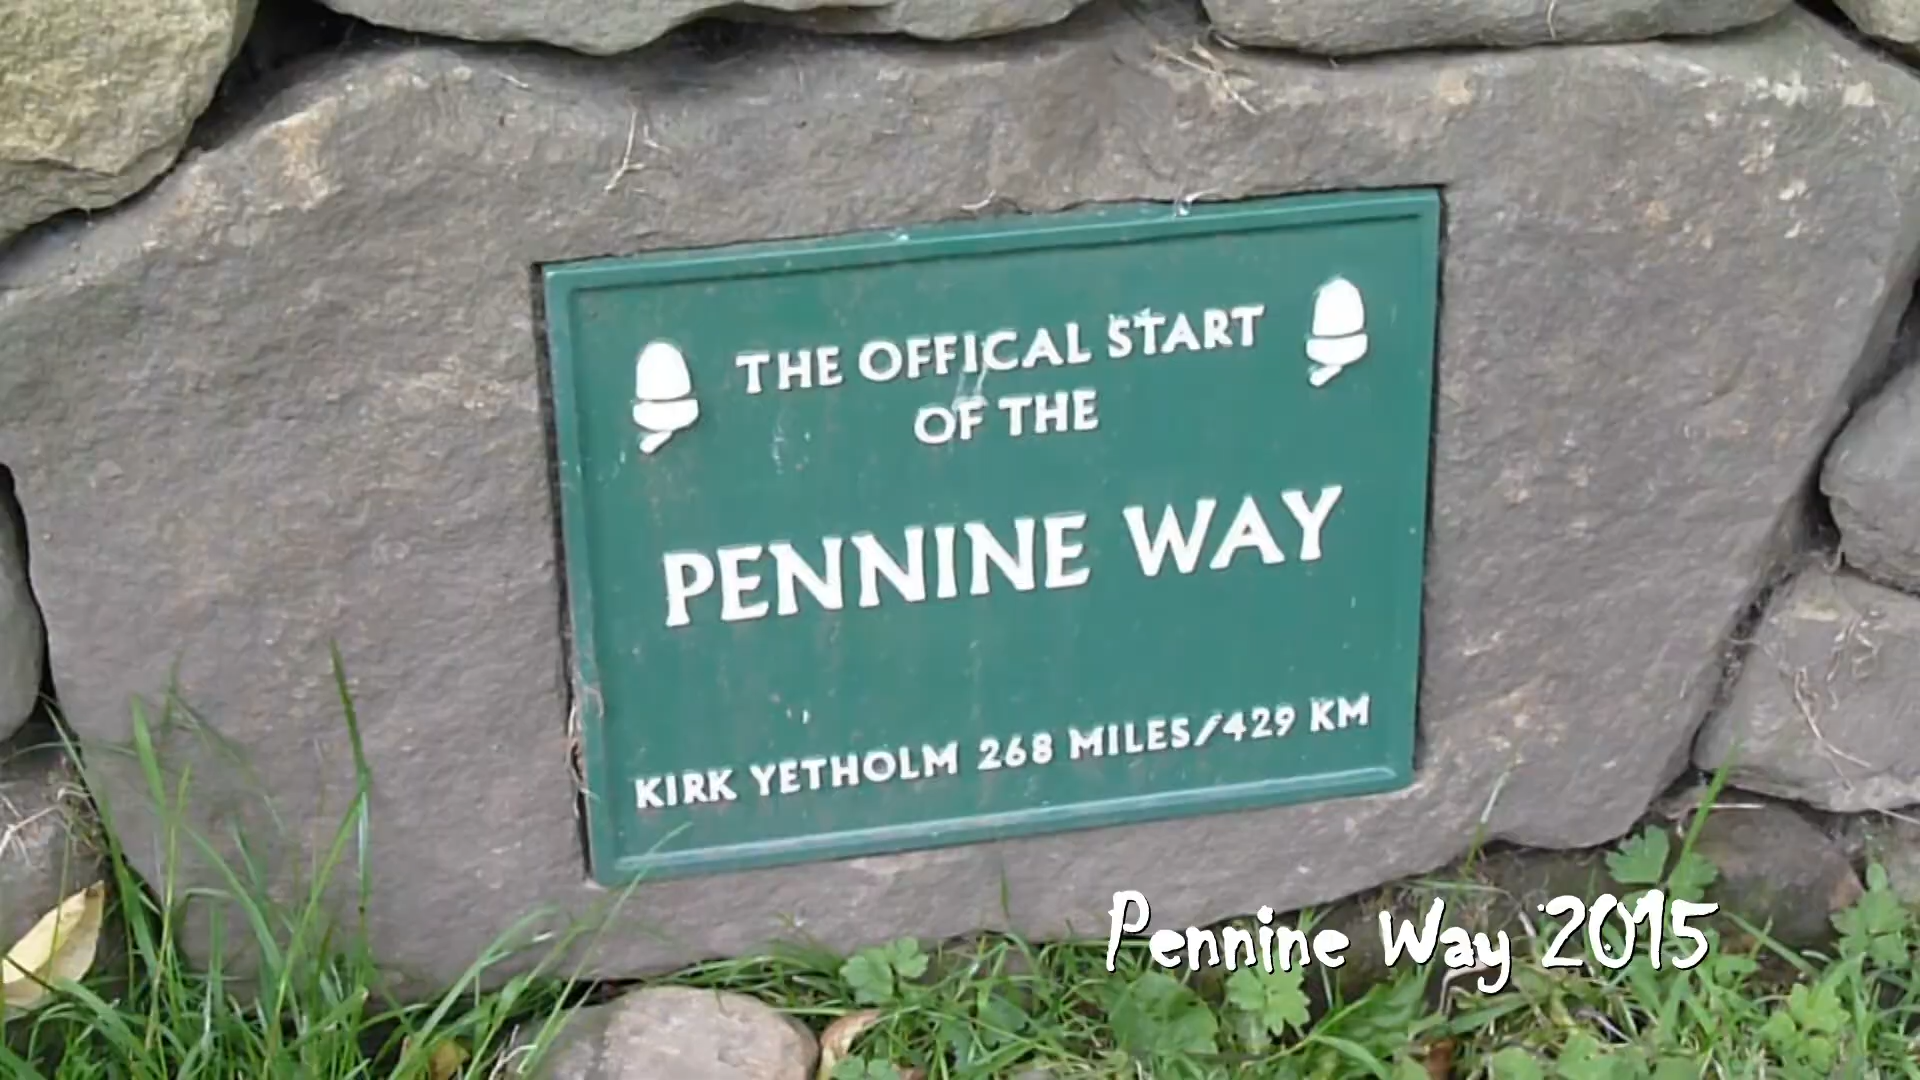 THE OFFICAL START
OF THE
PENNINE WAY
KIRK YETHOLM 268 MILES/429 KM
Pennine Way 2015